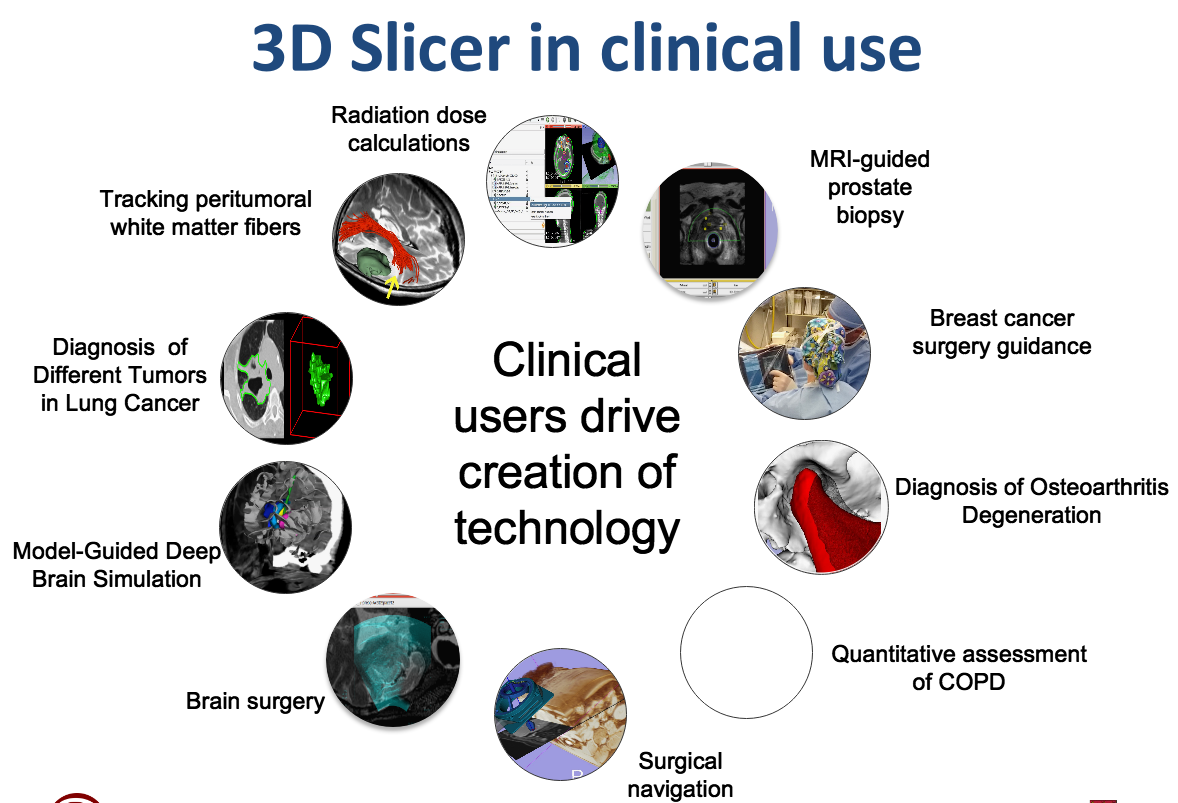 3D Slicer in clinical use
Radiation dose
calculations
MRI-guided
prostate
biopsy
Tracking peritumoral
white matter fibers
Breast cancer
surgery guidance
Diagnosis of
Different Tumors
in Lung Cancer
Clinical
users drive
creation of
technology
Diagnosis of Osteoarthritis
Degeneration
Model-Guided Deep
Brain Simulation
Quantitative assessment
of COPD
Brain surgery
Surgical
navigation